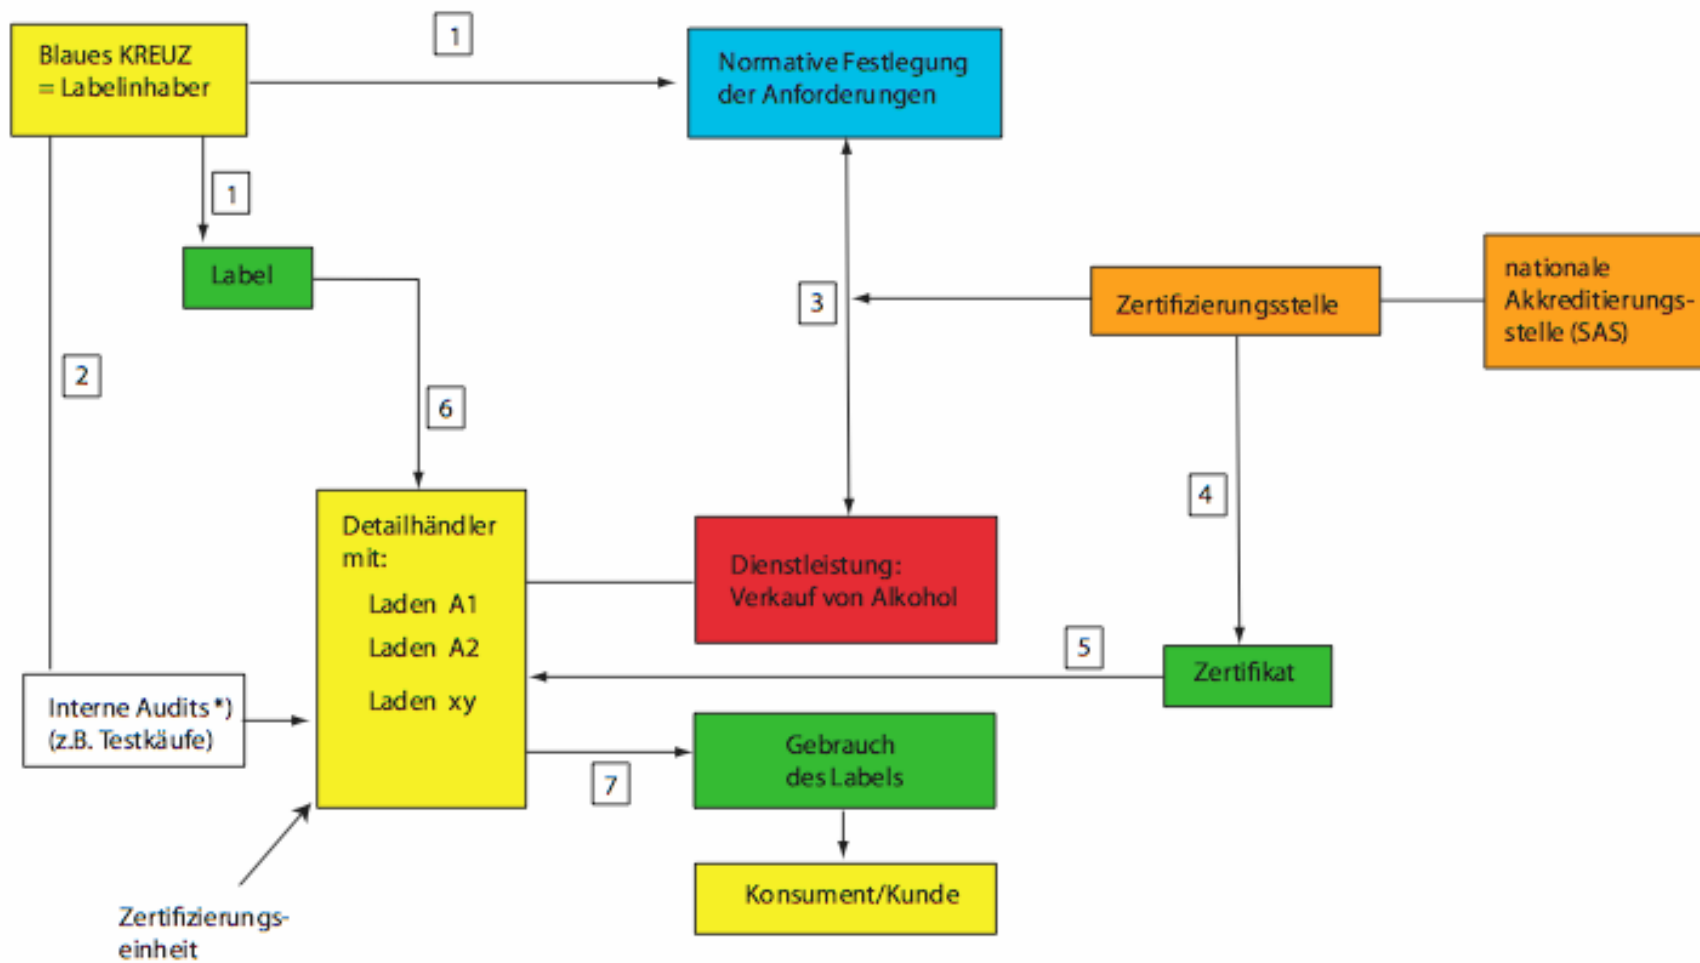 Blaues KREUZ
= Labelinhaber
1
Normative Festlegung
der Anforderungen
1
Label
3
Zertifizierungsstelle
nationale
Akkreditierungs-
stelle (SAS)
2
6
4
Detailhändler
mit:
Laden A1
Laden A2
Laden xy
Dienstleistung:
Verkauf von Alkohol
5
Zertifikat
Interne Audits *)
(z.B. Testkäufe)
7
Gebrauch
des Labels
Konsument/Kunde
Zertifizierungs-
einheit